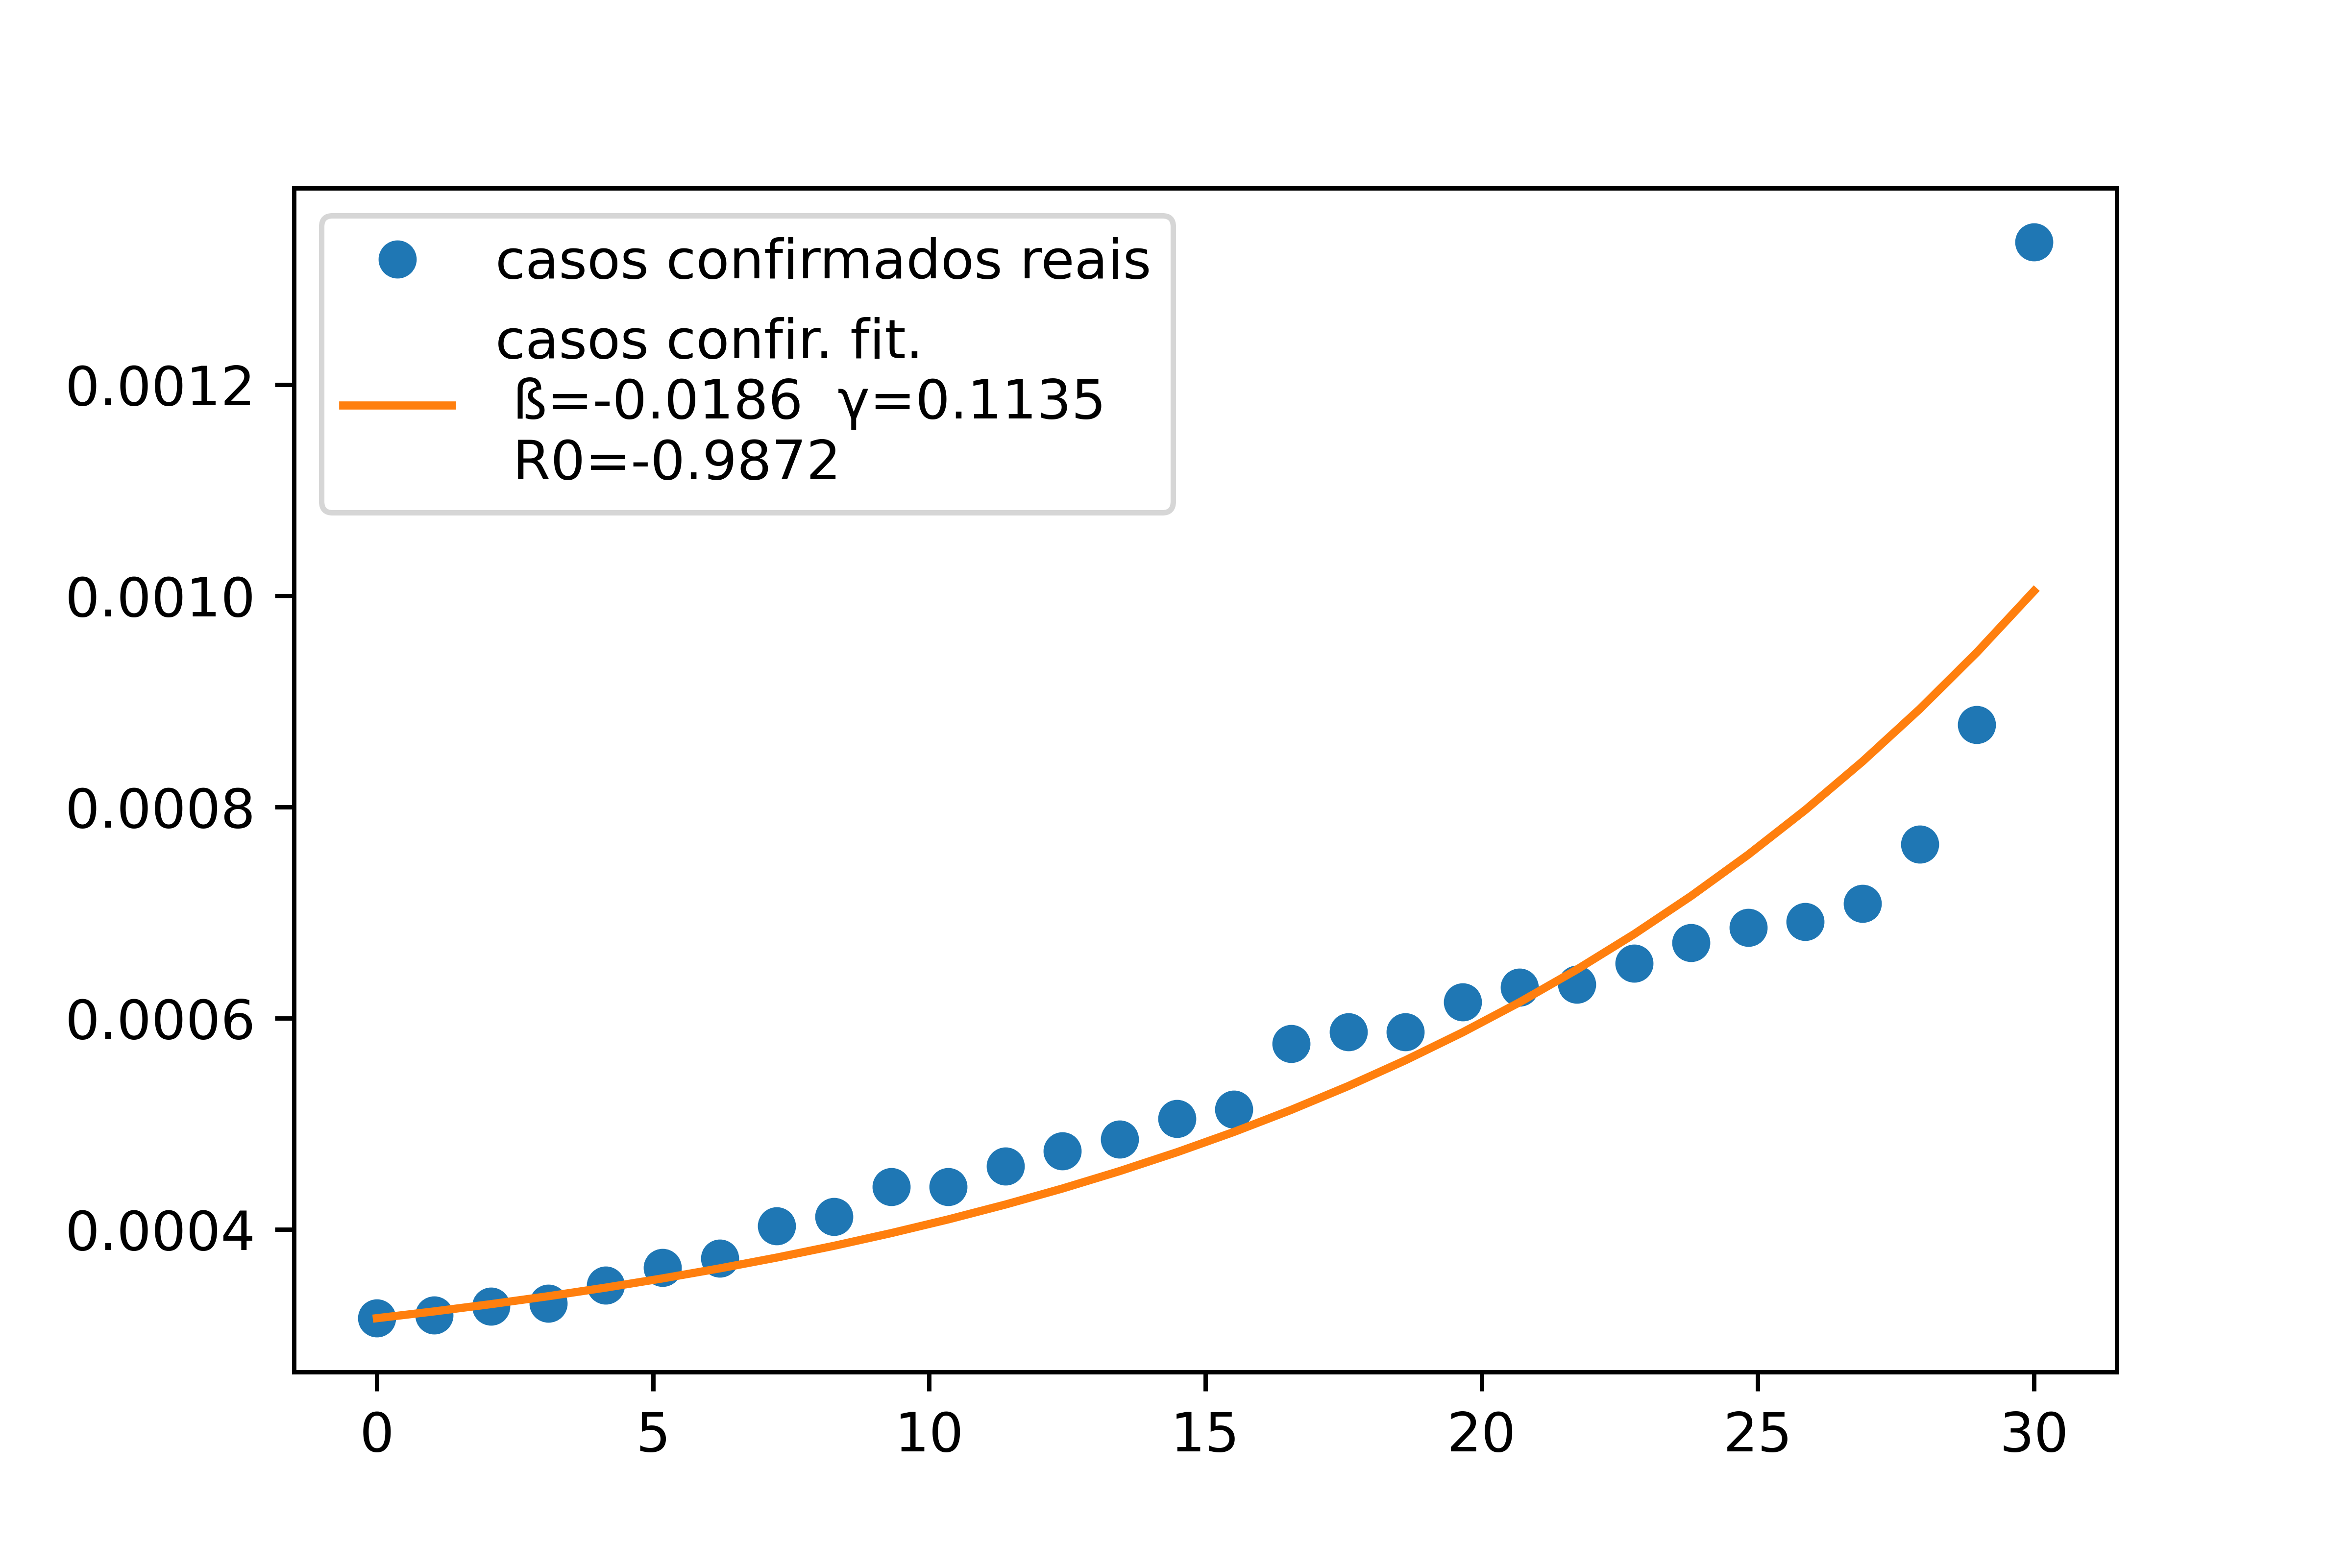 casos confirmados reais
casos confir. fit.
ß=-0.0186 γ=0.1135
R0=-0.9872
0.0012
0.0010
0.0008
0.0006
0.0004
0 5 10 15 20 25 30